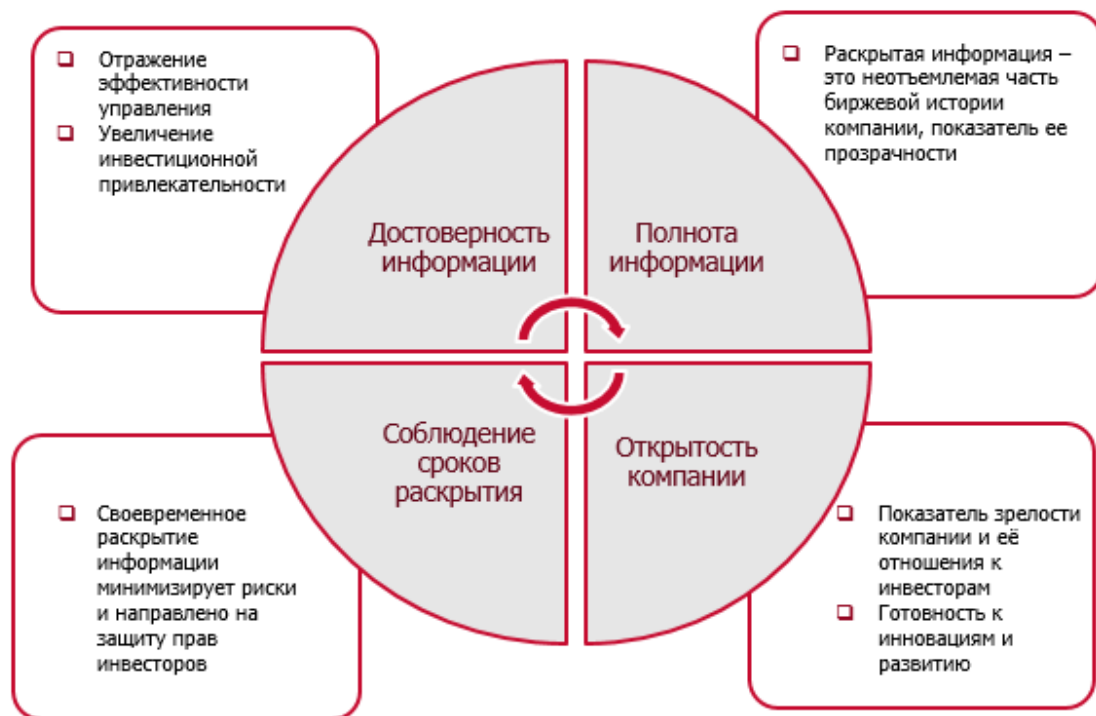 Отражение
эффективности
управления
Увеличение
инвестиционной
привлекательности
Раскрытая информация –
это неотъемлемая часть
биржевой истории
компании, показатель ее
прозрачности
Достоверность
информации
Полнота
информации
Соблюдение
сроков
раскрытия
Открытость
компании
Своевременное
раскрытие
информации
минимизирует риски
и направлено на
защиту прав
инвесторов
Показатель зрелости
компании и её
отношения к
инвесторам
Готовность к
инновациям и
развитию